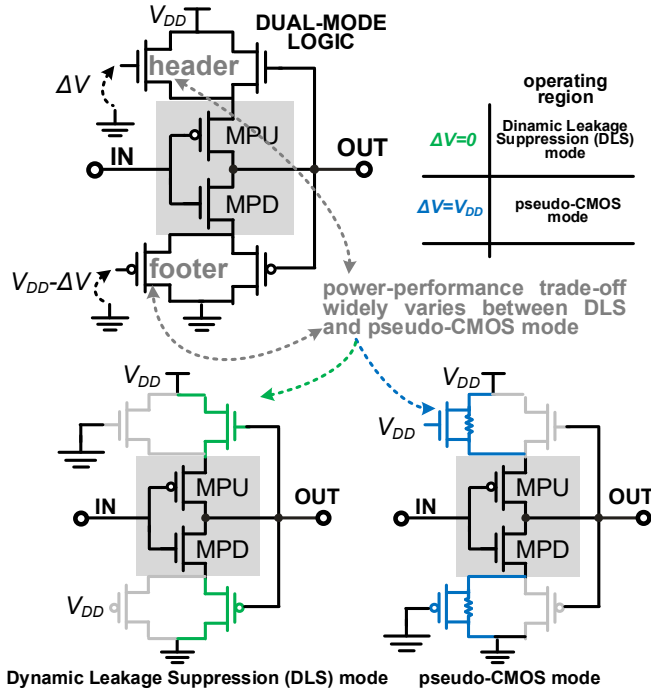 V_DD
DUAL-MODE
LOGIC
header
ΔV
MPU
IN
OUT
MPD
footer
V_DD-ΔV
operating
region
ΔV=0
Dinamic Leakage
Suppression (DLS)
mode
ΔV=V_DD
pseudo-CMOS
mode
power-performance trade-off
widely varies between DLS
and pseudo-CMOS mode
V_DD
MPU
IN
OUT
MPD
V_DD
Dynamic Leakage Suppression (DLS) mode
V_DD
V_DD
MPU
IN
OUT
MPD
pseudo-CMOS mode